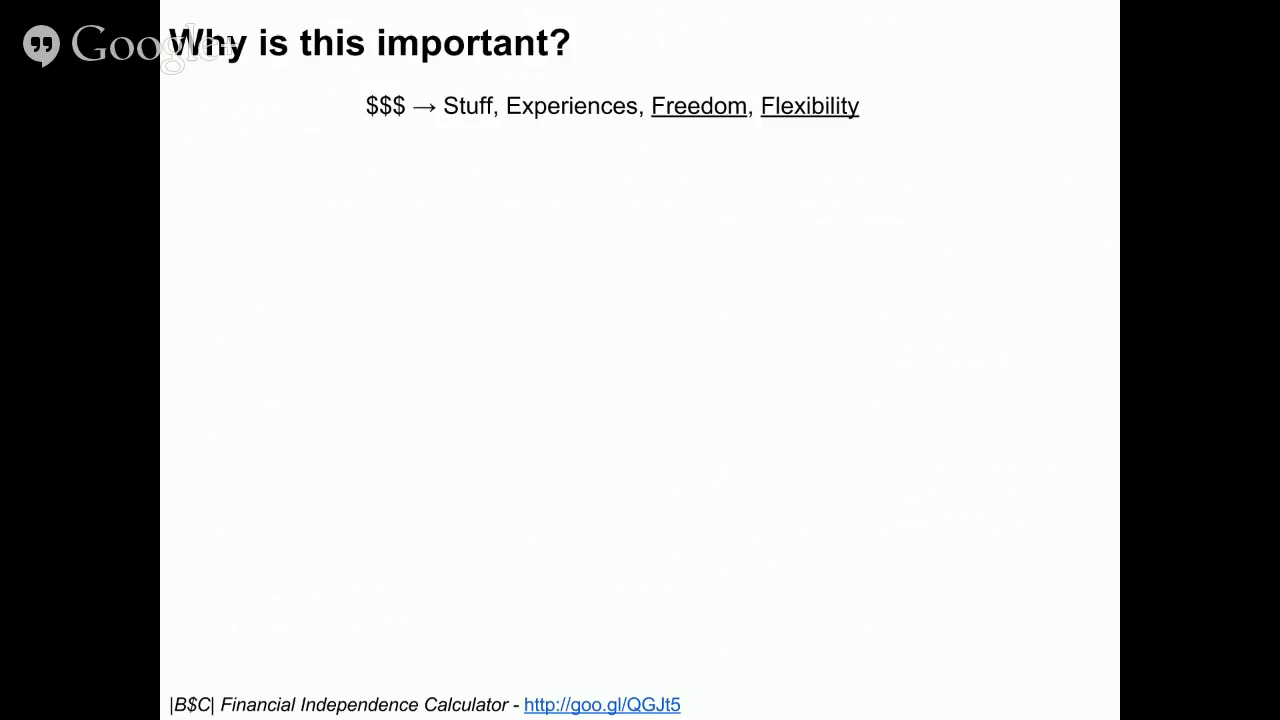 Google+
Why is this important?
$$$ → Stuff, Experiences, Freedom, Flexibility
|B$C| Financial Independence Calculator - http://goo.gl/QGJt5